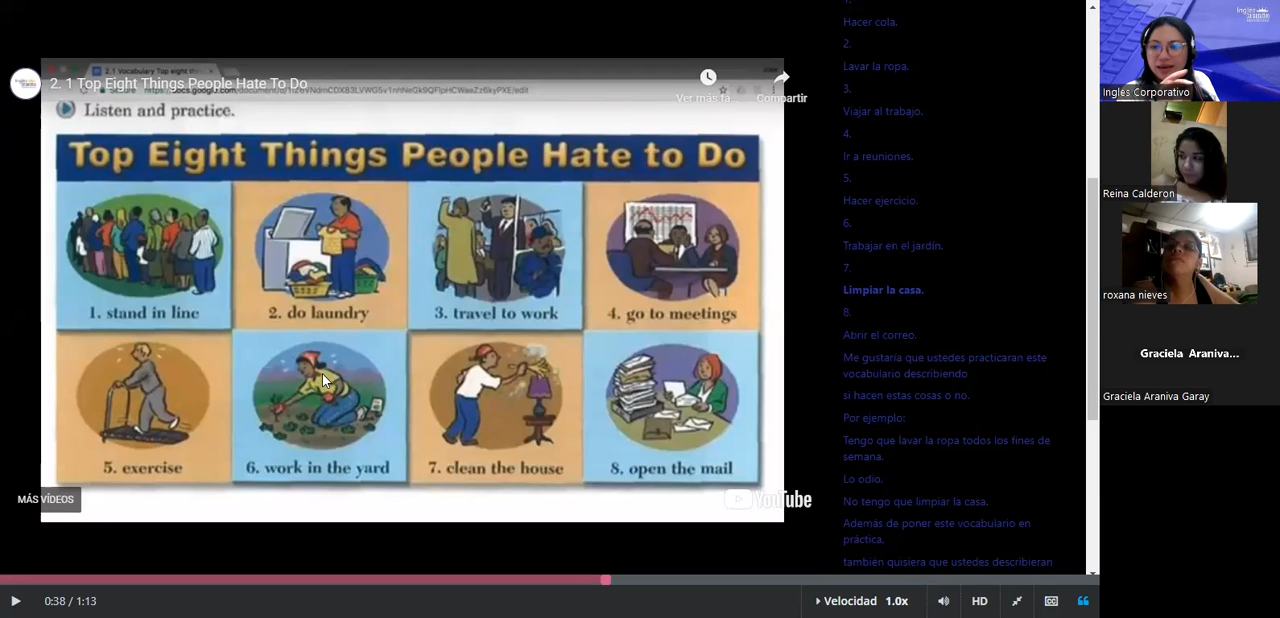 2. 1 Top Eight Things People Hate To Do
Ver más ta...
Compartir
Listen and practice.
Top Eight Things People Hate to Do
1. stand in line
2. do laundry
3. travel to work
4. go to meetings
5. exercise
6. work in the yard
7. clean the house
8. open the mail
MÁS VÍDEOS
YouTube
0:38 / 1:13
Velocidad 1.0x
HD
Hacer cola.
2.
Lavar la ropa.
3.
Viajar al trabajo.
4.
Ir a reuniones.
5.
Hacer ejercicio.
6.
Trabajar en el jardín.
7.
Limpiar la casa.
8.
Abrir el correo.
Me gustaría que ustedes practicaran este
vocabulario describiendo
si hacen estas cosas o no.
Por ejemplo:
Tengo que lavar la ropa todos los fines de
semana.
Lo odio.
No tengo que limpiar la casa.
Además de poner este vocabulario en
práctica,
también quisiera que ustedes describieran
Ingles Corporativo
Reina Calderon
roxana nieves
Graciela Araniva...
Graciela Araniva Garay